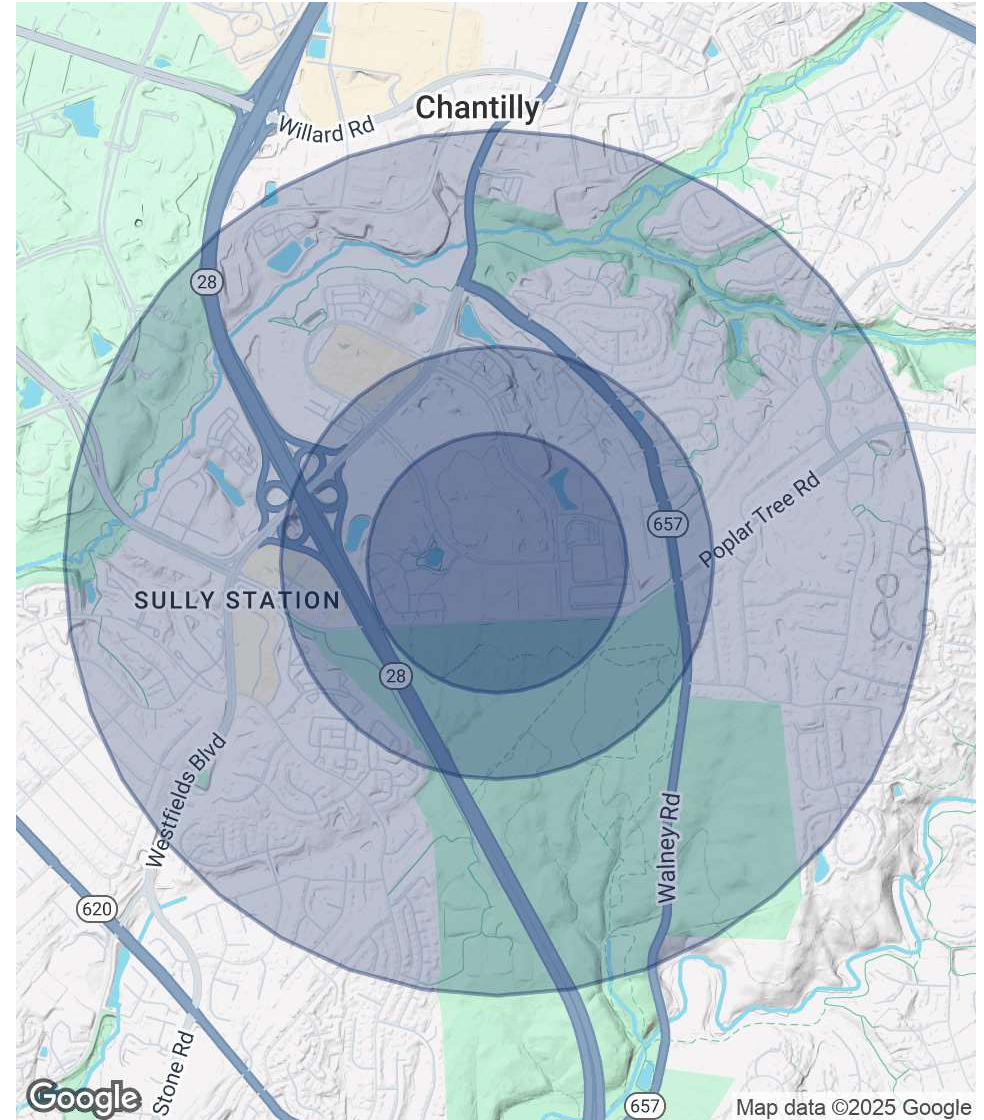 Chantilly
Willard Rd
28
657
Poplar Tree Rd
SULLY STATION
28
Westfields Blvd
Walney Rd
620
Stone Rd
Google
657
Map data ©2025 Google